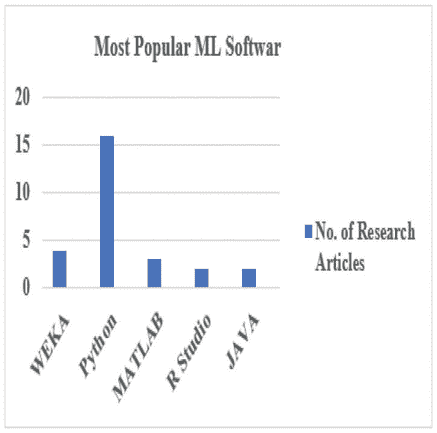 Most Popular ML Softwar
20
15
10
5
0
WEKA
Python
MATLAB
R Studio
JAVA
No. of Research
Articles